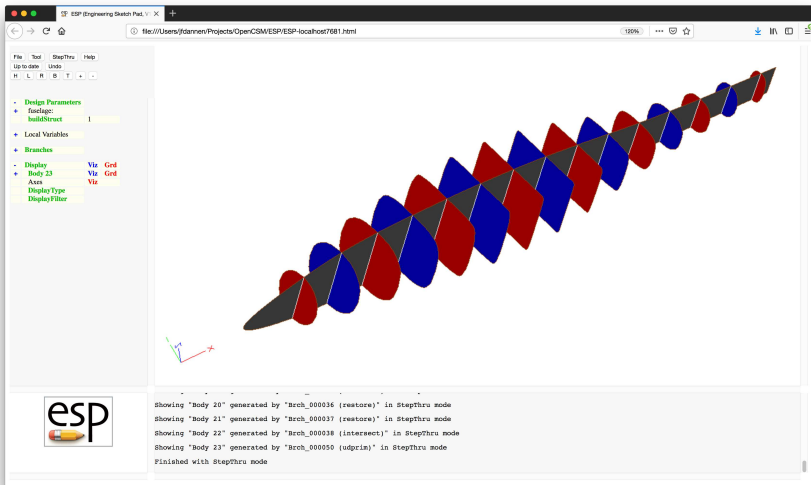 ESP (Engineering Sketch Pad, V
file:///Users/jfdannen/Projects/OpenCSM/ESP/ESP-localhost7681.html
120%
File Tool StepThru Help
Up to date Undo
H L R B T + -
- Design Parameters
+ fuselage:
buildStruct 1
+ Local Variables
+ Branches
- Display Viz Grd
+ Body 23 Viz Grd
Axes Viz
DisplayType
DisplayFilter
X
esp
Showing "Body 20" generated by "Brch_000036 (restore)" in StepThru mode
Showing "Body 21" generated by "Brch_000037 (restore)" in StepThru mode
Showing "Body 22" generated by "Brch_000038 (intersect)" in StepThru mode
Showing "Body 23" generated by "Brch_000050 (udprim)" in StepThru mode
Finished with StepThru mode